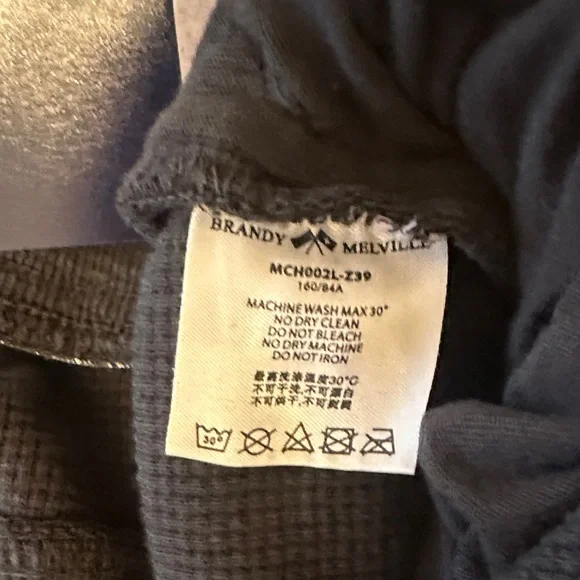 BRANDY MELVILLE
MCH002L-Z39
160/84A
MACHINE WASH MAX 30°
NO DRY CLEAN
DO NOT BLEACH
NO DRY MACHINE
DO NOT IRON
最高洗滌溫度30°C
不可干洗,不可漂白
不可烘干,不可熨燙
30°